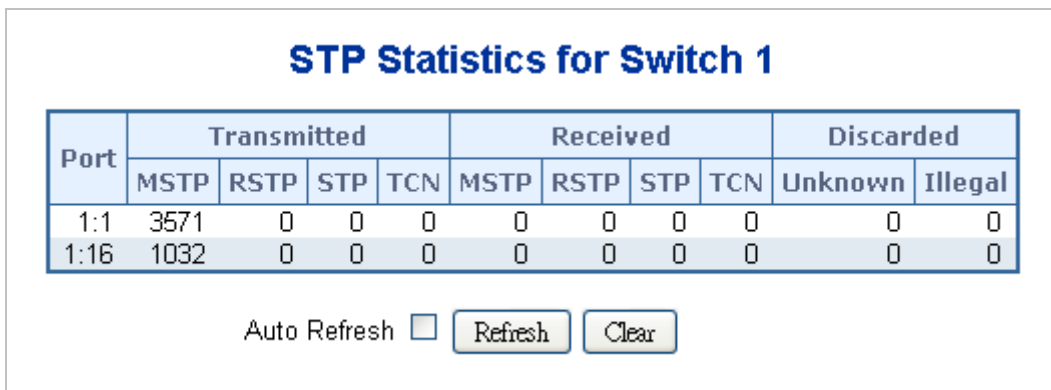 STP Statistics for Switch 1
Port Transmitted Received Discarded
MSTP RSTP STP TCN MSTP RSTP STP TCN Unknown Illegal
1:1 3571 0 0 0 0 0 0 0 0 0
1:16 1032 0 0 0 0 0 0 0 0 0
Auto Refresh Refresh Clear